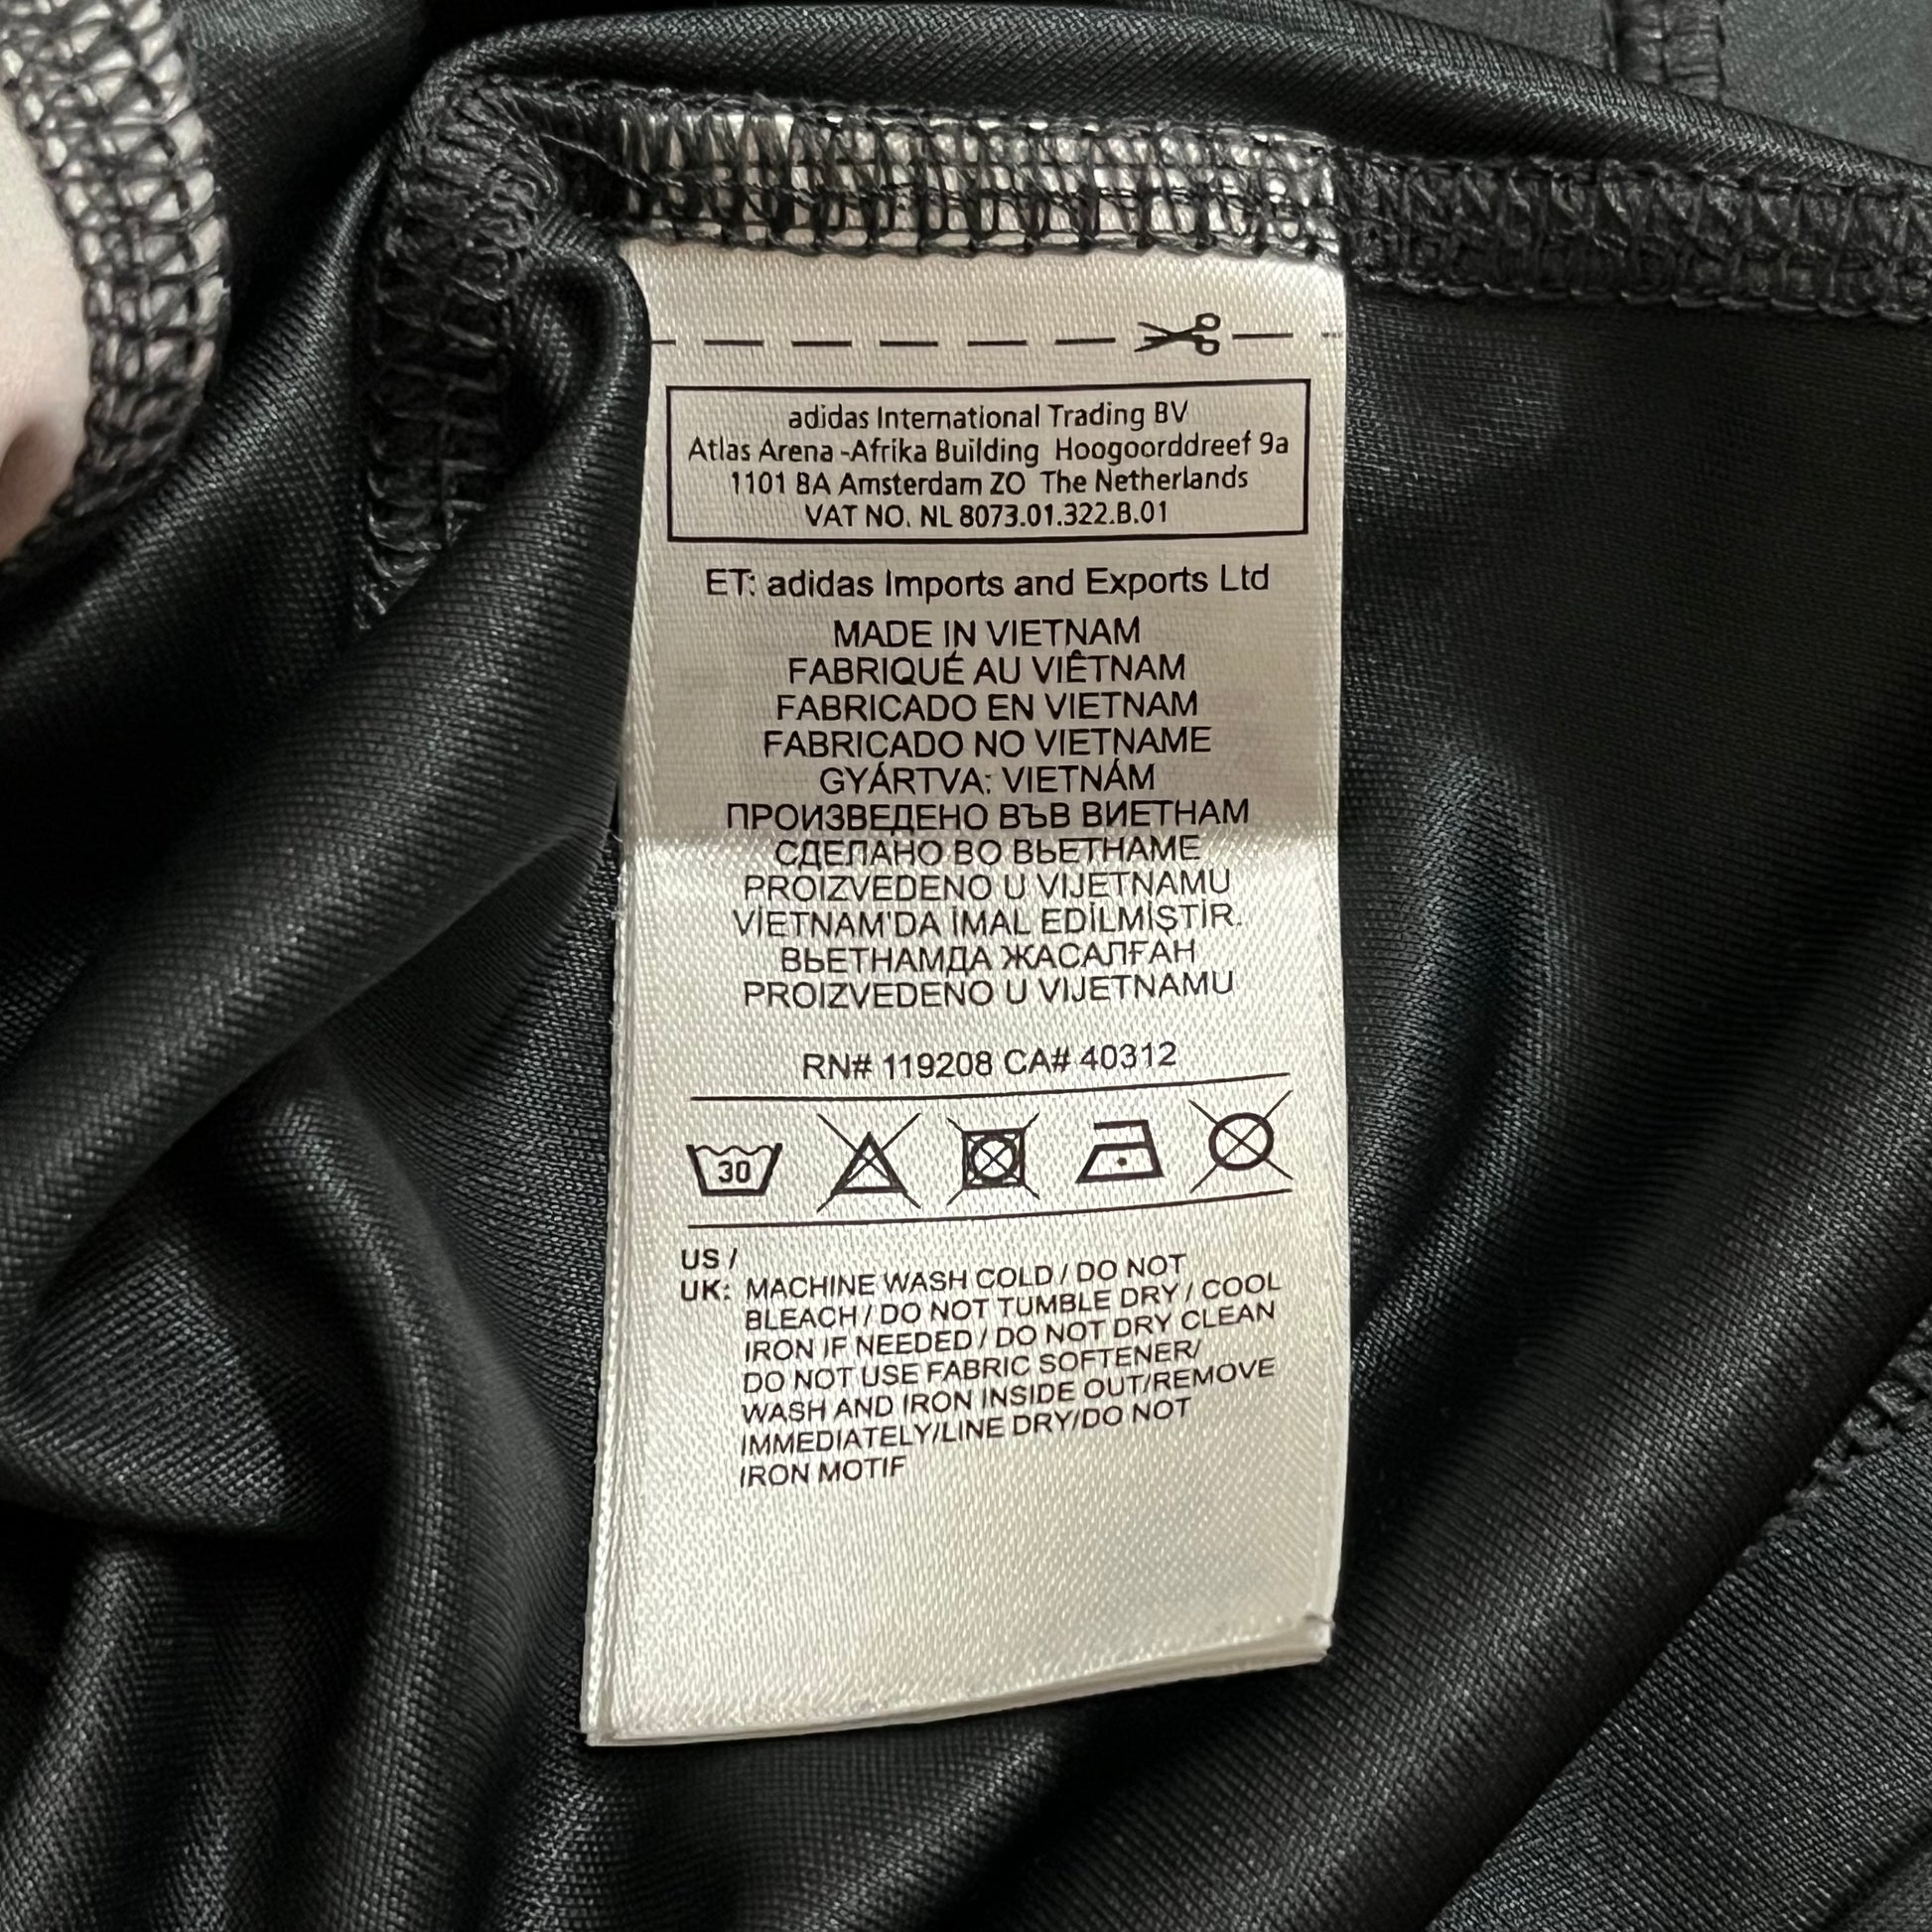 adidas International Trading BV
Atlas Arena -Afrika Building Hoogoorddreef 9a
1101 BA Amsterdam ZO The Netherlands
VAT NO. NL 8073.01.322.B.01
ET: adidas Imports and Exports Ltd
MADE IN VIETNAM
FABRIQUÉ AU VIÊTNAM
FABRICADO EN VIETNAM
FABRICADO NO VIETNAME
GYÁRTVA: VIETNÁM
ПРОИЗВЕДЕНО ВЪВ ВИЕТНАМ
СДЕЛАНО ВО ВЬЕТНАМЕ
PROIZVEDENO U VIJETNAMU
VİETNAM'DA İMAL EDİLMİŞTİR.
ВЬЕТНАМДА ЖАСАЛҒАН
PROIZVEDENO U VIJETNAMU
RN# 119208 CA# 40312
30
US /
UK: MACHINE WASH COLD / DO NOT
BLEACH / DO NOT TUMBLE DRY / COOL
IRON IF NEEDED / DO NOT DRY CLEAN
DO NOT USE FABRIC SOFTENER/
WASH AND IRON INSIDE OUT/REMOVE
IMMEDIATELY/LINE DRY/DO NOT
IRON MOTIF